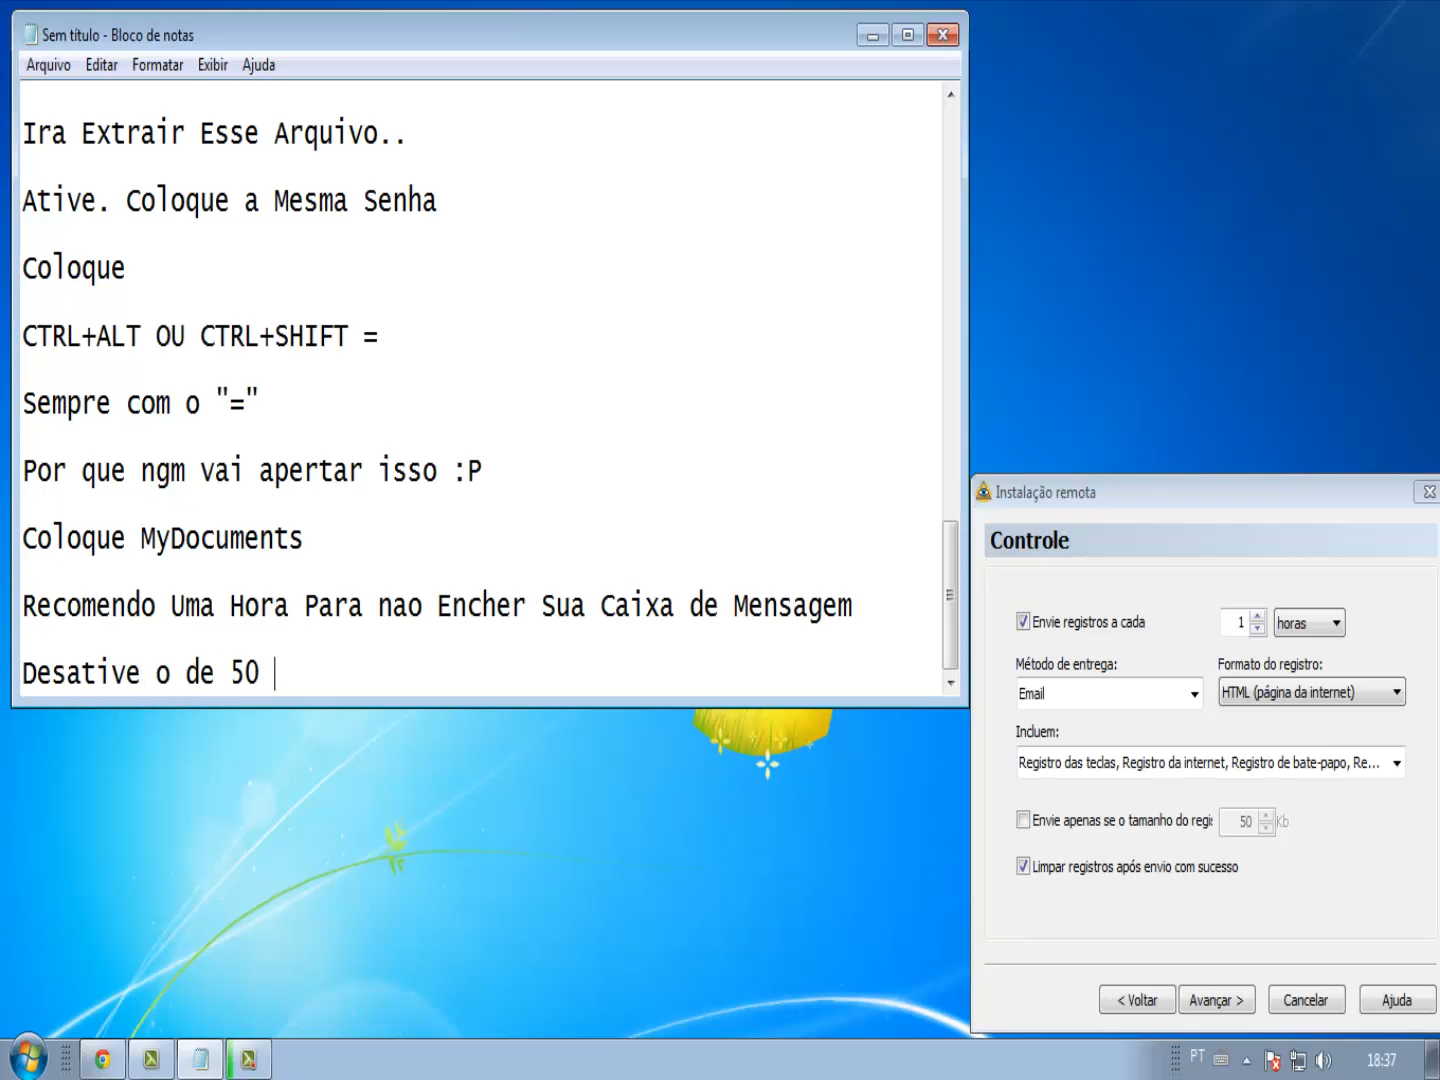 Sem título - Bloco de notas
Arquivo Editar Formatar Exibir Ajuda
Ira Extrair Esse Arquivo..
Ative. Coloque a Mesma Senha
Coloque
CTRL+ALT OU CTRL+SHIFT =
Sempre com o "="
Por que ngm vai apertar isso :P
Coloque MyDocuments
Recomendo Uma Hora Para nao Encher Sua Caixa de Mensagem
Desative o de 50
Instalação remota
Controle
Envie registros a cada 1 horas
Método de entrega: Formato do registro:
Email HTML (página da internet)
Incluem:
Registro das teclas, Registro da internet, Registro de bate-papo, Re...
Envie apenas se o tamanho do regi: 50 Kb
Limpar registros após envio com sucesso
< Voltar Avançar > Cancelar Ajuda
PT 18:37